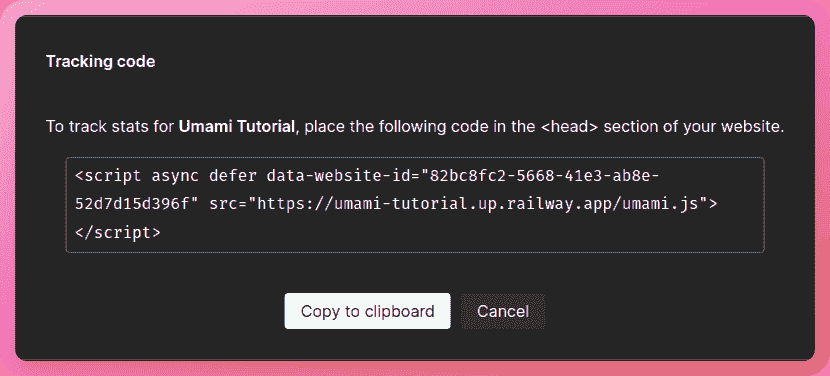 Tracking code
To track stats for Umami Tutorial, place the following code in the <head> section of your website.
<script async defer data-website-id="82bc8fc2-5668-41e3-ab8e-
52d7d15d396f" src="https://umami-tutorial.up.railway.app/umami.js">
</script>
Copy to clipboard Cancel